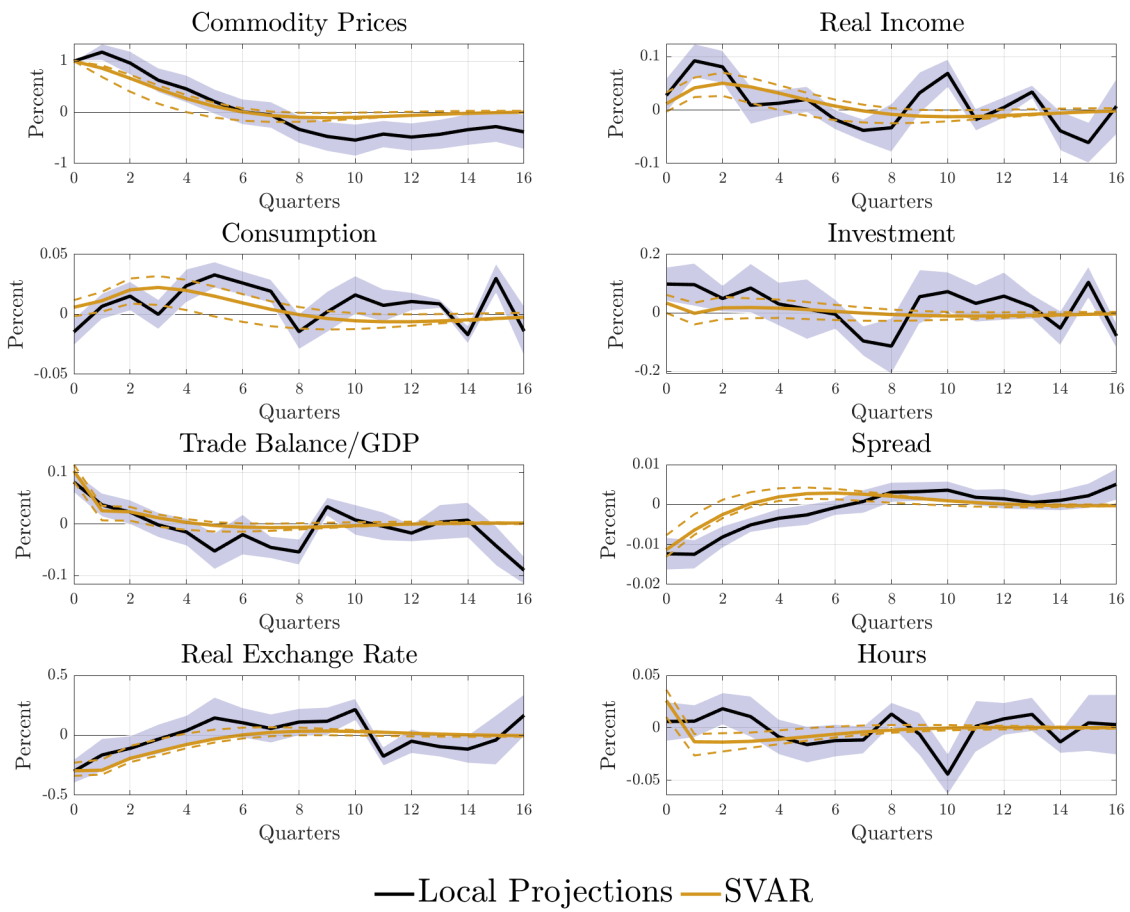 Commodity Prices
Percent
1
0
-1
0 2 4 6 8 10 12 14 16
Quarters
Real Income
Percent
0.1
0
-0.1
0 2 4 6 8 10 12 14 16
Quarters
Consumption
Percent
0.05
0
-0.05
0 2 4 6 8 10 12 14 16
Quarters
Investment
Percent
0.2
0
-0.2
0 2 4 6 8 10 12 14 16
Quarters
Trade Balance/GDP
Percent
0.1
0
-0.1
0 2 4 6 8 10 12 14 16
Quarters
Spread
Percent
0.01
0
-0.01
-0.02
0 2 4 6 8 10 12 14 16
Quarters
Real Exchange Rate
Percent
0.5
0
-0.5
0 2 4 6 8 10 12 14 16
Quarters
Hours
Percent
0.05
0
-0.05
0 2 4 6 8 10 12 14 16
Quarters
Local Projections SVAR